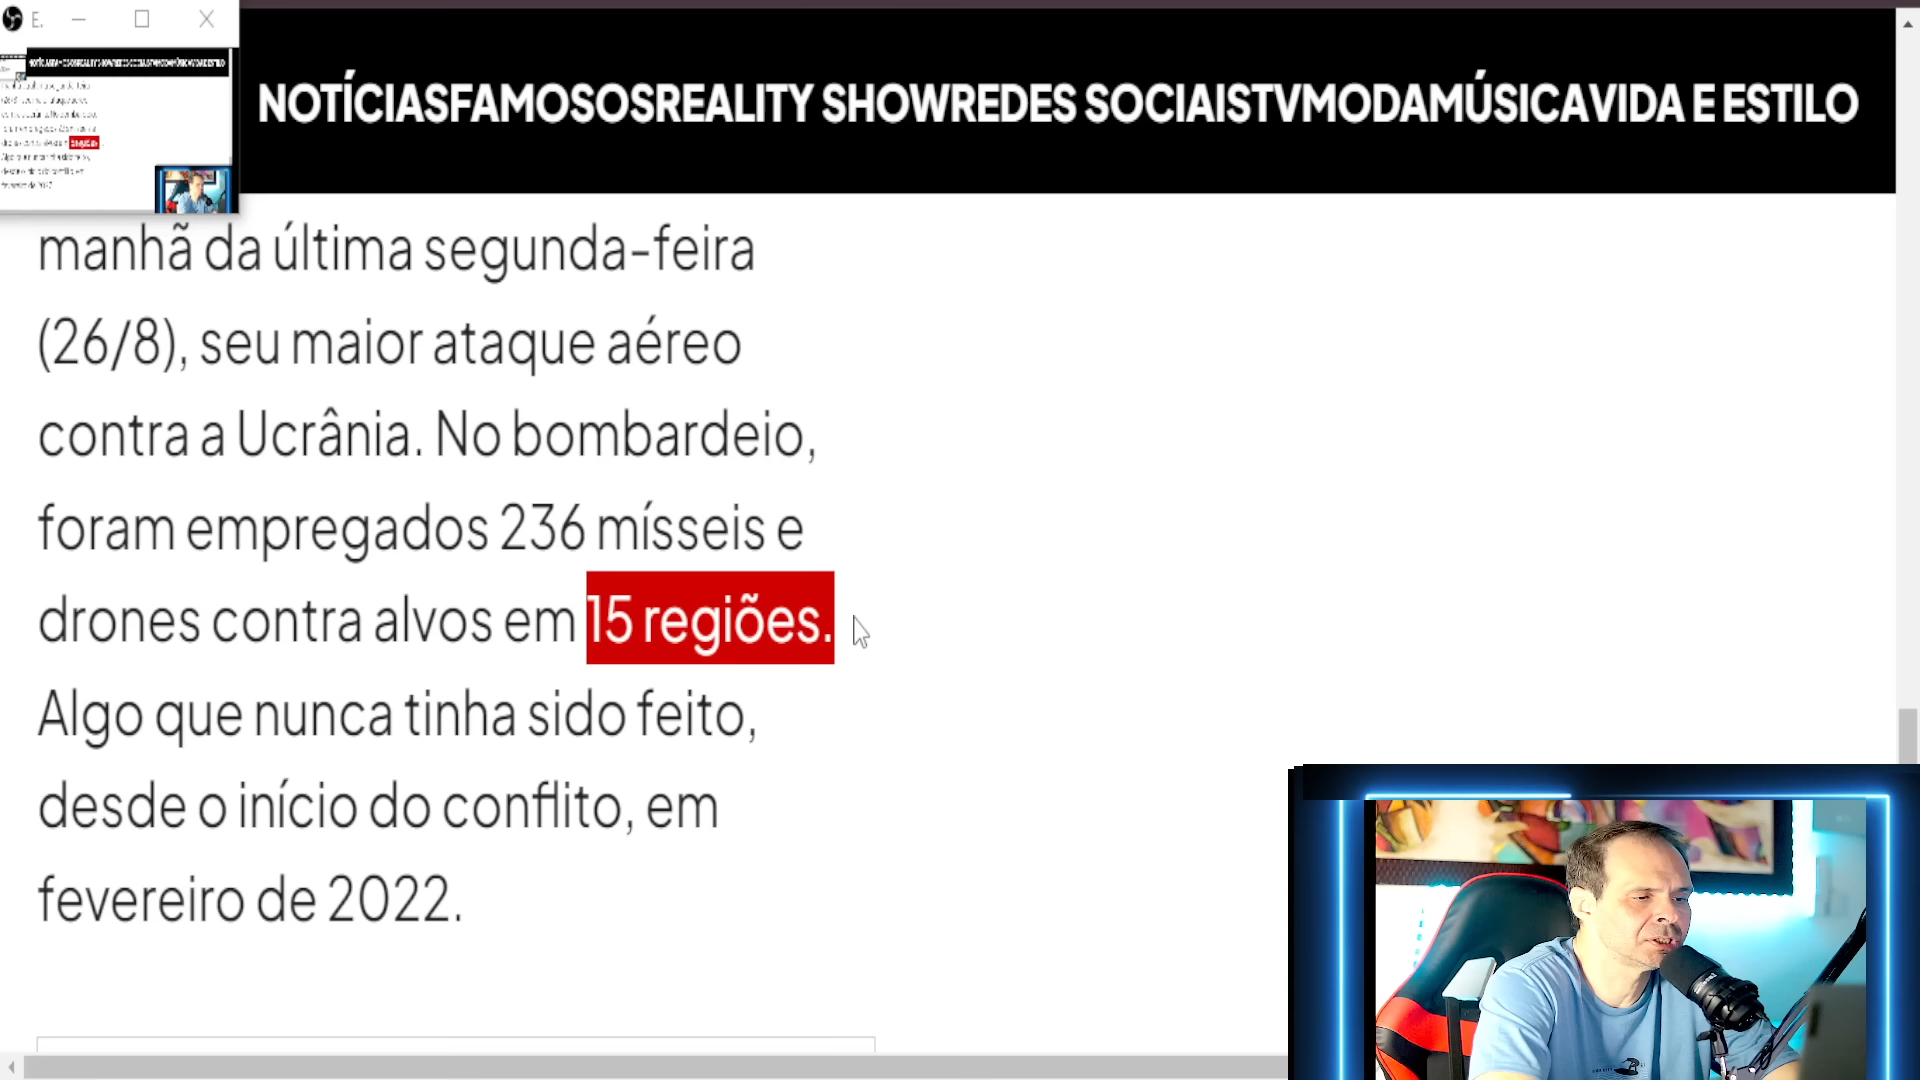 E.
NOTÍCIASFAMOSOSREALITY SHOWREDES SOCIAISTVMODAMÚSICAVIDA E ESTILO
manhã da última segunda-feira
(26/8), seu maior ataque aéreo
contra a Ucrânia. No bombardeio,
foram empregados 236 mísseis e
drones contra alvos em 15 regiões.
Algo que nunca tinha sido feito,
desde o início do conflito, em
fevereiro de 2022.